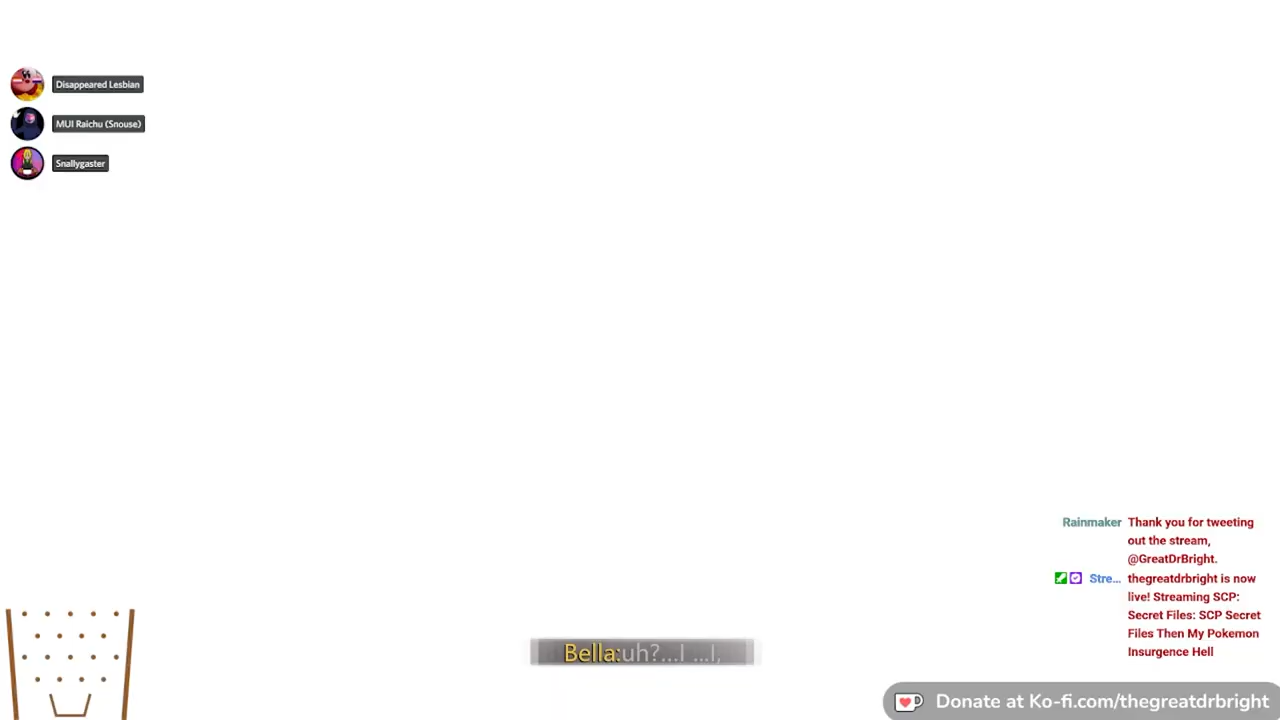 Disappeared Lesbian
MUI Raichu (Snouse)
Snallygaster
Rainmaker Thank you for tweeting
out the stream,
@GreatDrBright.
Stre... thegreatdrbright is now
live! Streaming SCP:
Secret Files: SCP Secret
Files Then My Pokemon
Insurgence Hell
Bella:uh?...I ...I,
Donate at Ko-fi.com/thegreatdrbright